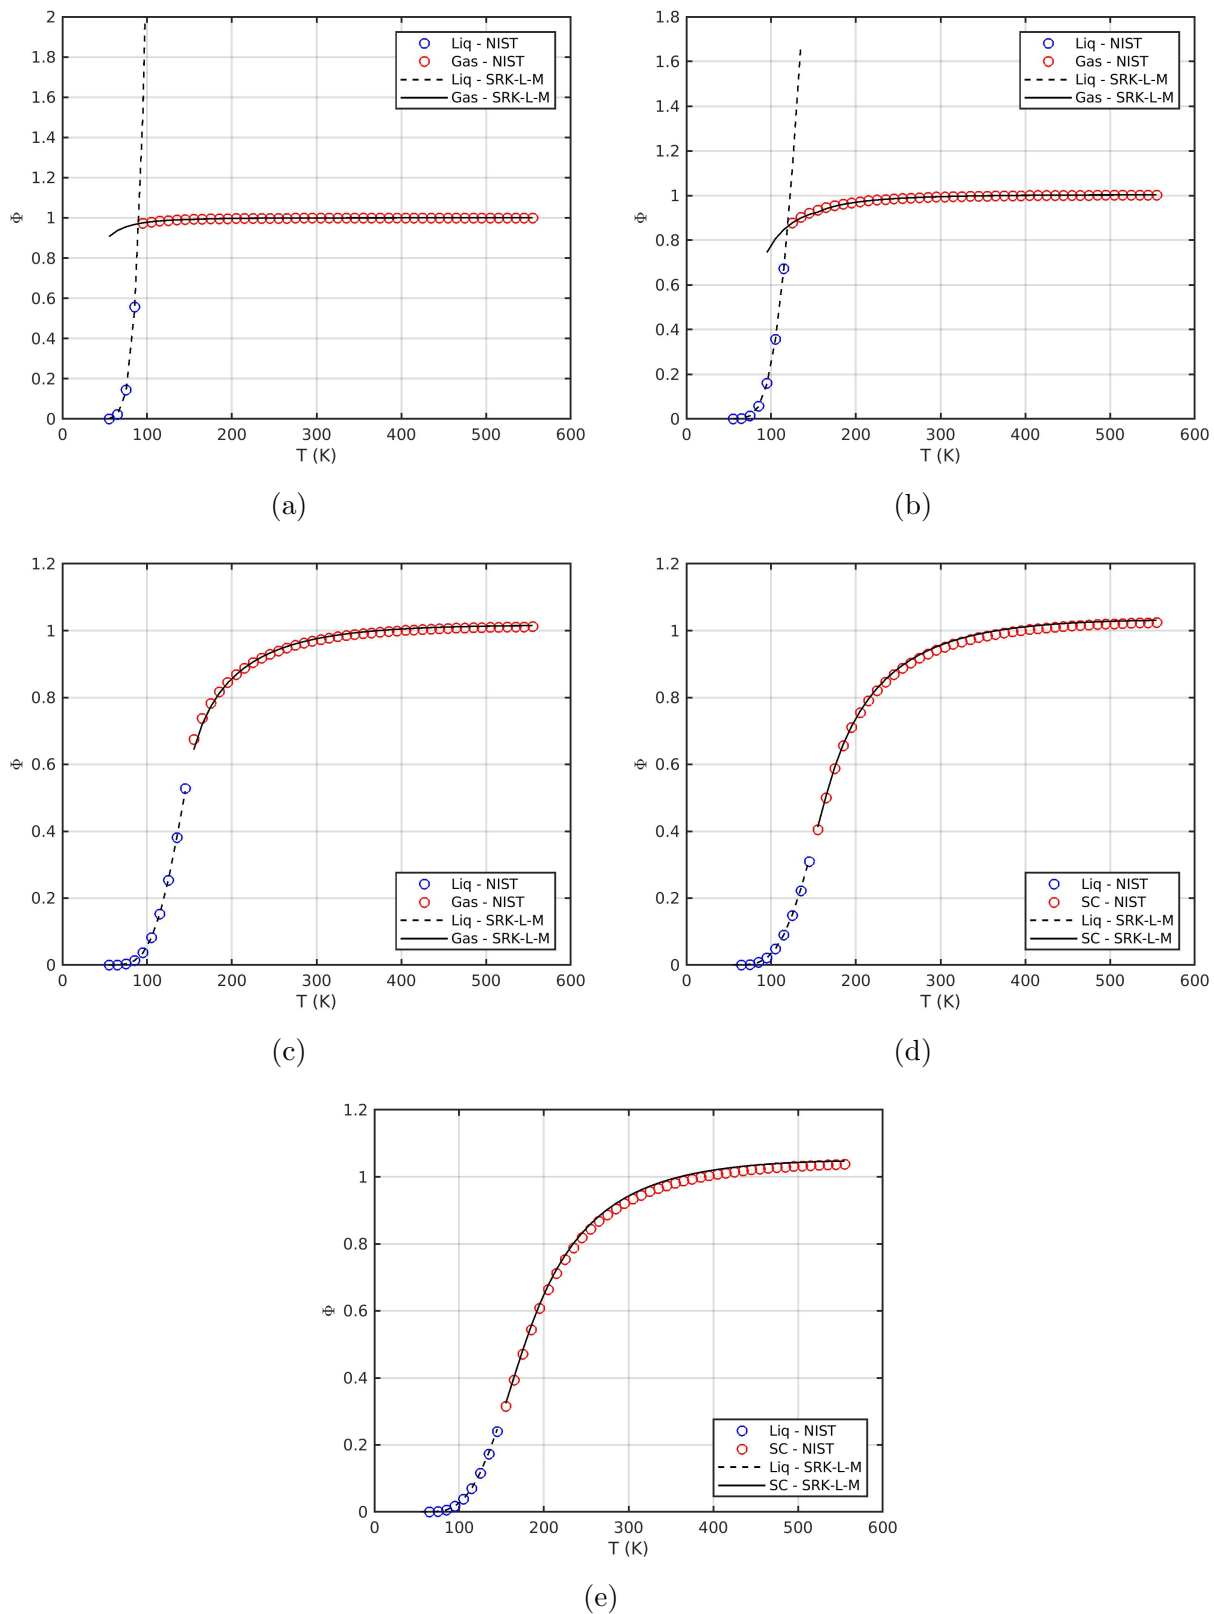 2
1.8
1.6
1.4
1.2
1
0.8
0.6
0.4
0.2
0
Φ
Liq - NIST
Gas - NIST
Liq - SRK-L-M
Gas - SRK-L-M
0 100 200 300 400 500 600
T (K)
(a)
1.8
1.6
1.4
1.2
1
0.8
0.6
0.4
0.2
0
Φ
Liq - NIST
Gas - NIST
Liq - SRK-L-M
Gas - SRK-L-M
0 100 200 300 400 500 600
T (K)
(b)
1.2
1
0.8
0.6
0.4
0.2
0
Φ
Liq - NIST
Gas - NIST
Liq - SRK-L-M
Gas - SRK-L-M
0 100 200 300 400 500 600
T (K)
(c)
1.2
1
0.8
0.6
0.4
0.2
0
Φ
Liq - NIST
SC - NIST
Liq - SRK-L-M
SC - SRK-L-M
0 100 200 300 400 500 600
T (K)
(d)
1.2
1
0.8
0.6
0.4
0.2
0
Φ
Liq - NIST
SC - NIST
Liq - SRK-L-M
SC - SRK-L-M
0 100 200 300 400 500 600
T (K)
(e)